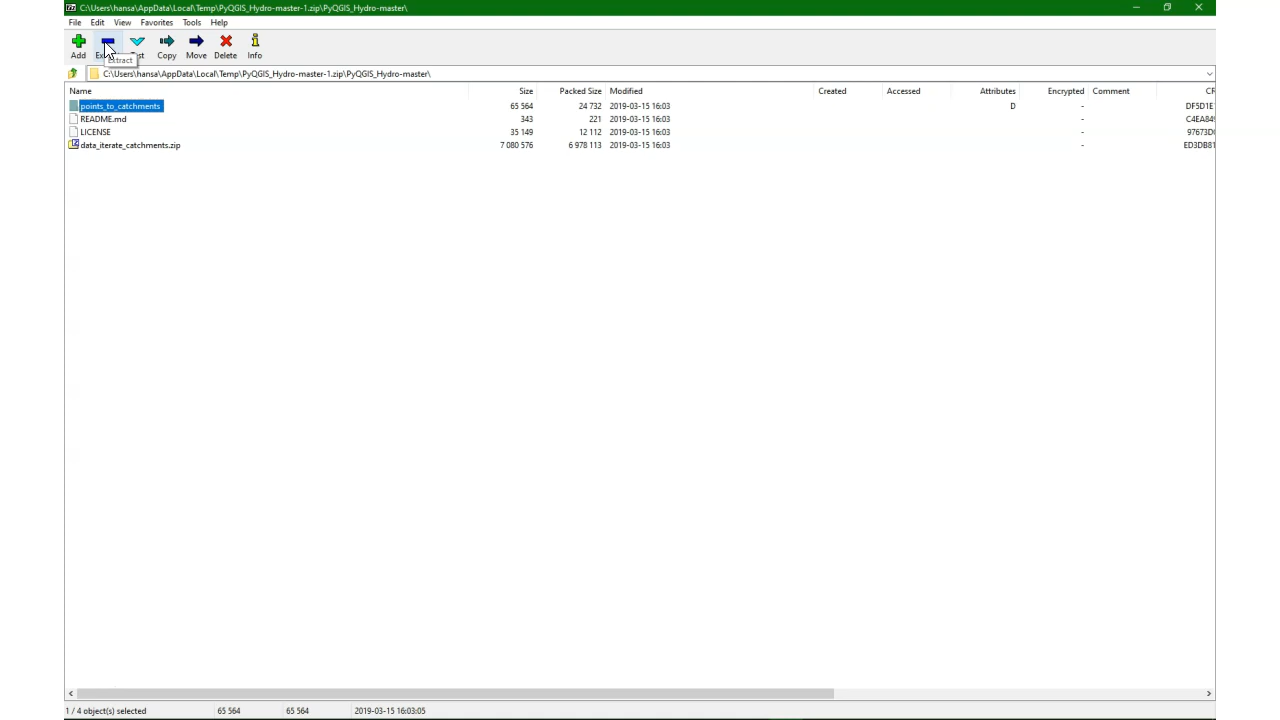 C:\Users\hansa\AppData\Local\Temp\PyQGIS_Hydro-master-1.zip\PyQGIS_Hydro-master\
File Edit View Favorites Tools Help
Add Copy Move Delete Info
Extract
C:\Users\hansa\AppData\Local\Temp\PyQGIS_Hydro-master-1.zip\PyQGIS_Hydro-master\
Name Size Packed Size Modified Created Accessed Attributes Encrypted Comment CR
points_to_catchments 65 564 24 732 2019-03-15 16:03 D - DF5D1E
README.md 343 221 2019-03-15 16:03 - C4EA84
LICENSE 35 149 12 112 2019-03-15 16:03 - 97673D
data_iterate_catchments.zip 7 080 576 6 978 113 2019-03-15 16:03 - ED3DB81
1 / 4 object(s) selected 65 564 65 564 2019-03-15 16:03:05